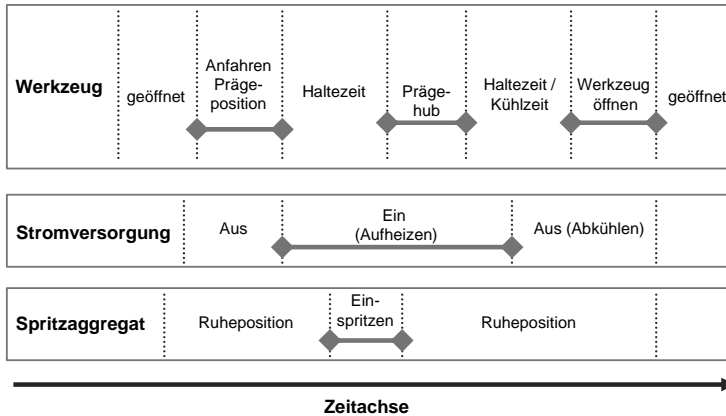 Werkzeug
geöffnet
Anfahren
Präge-
position
Haltezeit
Präge-
hub
Haltezeit /
Kühlzeit
Werkzeug
öffnen
geöffnet
Stromversorgung
Aus
Ein
(Aufheizen)
Aus (Abkühlen)
Spritzaggregat
Ruheposition
Ein-
spritzen
Ruheposition
Zeitachse